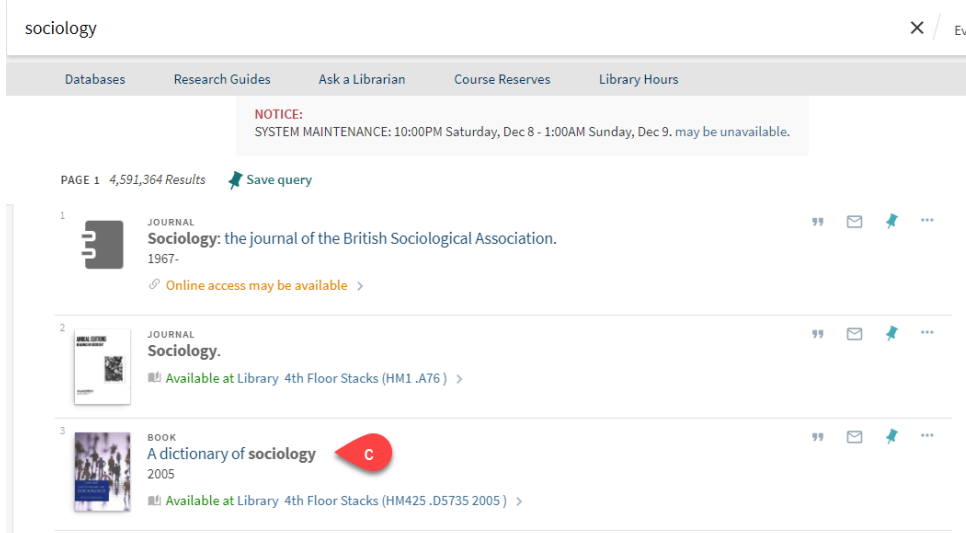 sociology
Ev
Databases Research Guides Ask a Librarian Course Reserves Library Hours
NOTICE:
SYSTEM MAINTENANCE: 10:00PM Saturday, Dec 8 - 1:00AM Sunday, Dec 9. may be unavailable.
PAGE 1 4,591,364 Results Save query
1
JOURNAL
Sociology: the journal of the British Sociological Association.
1967-
Online access may be available
2
ANNUAL EDITIONS
JOURNAL
Sociology.
Available at Library 4th Floor Stacks (HM1 .A76 )
3
BOOK
A dictionary of sociology
C
2005
Available at Library 4th Floor Stacks (HM425 .D5735 2005 )